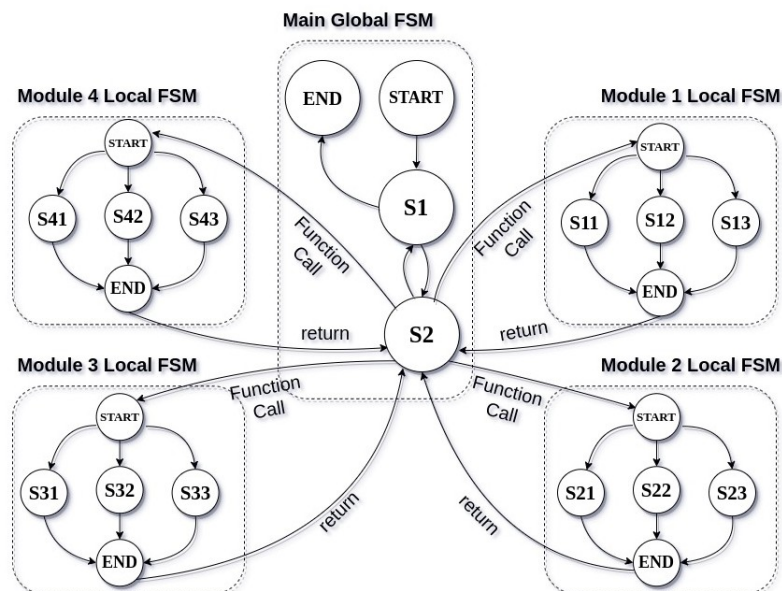 Main Global FSM
END
START
S1
S2
Module 4 Local FSM
START
S41
S42
S43
END
Function
Call
return
Module 1 Local FSM
START
S11
S12
S13
END
Function
Call
return
Module 3 Local FSM
START
S31
S32
S33
END
Function
Call
return
Module 2 Local FSM
START
S21
S22
S23
END
Function
Call
return